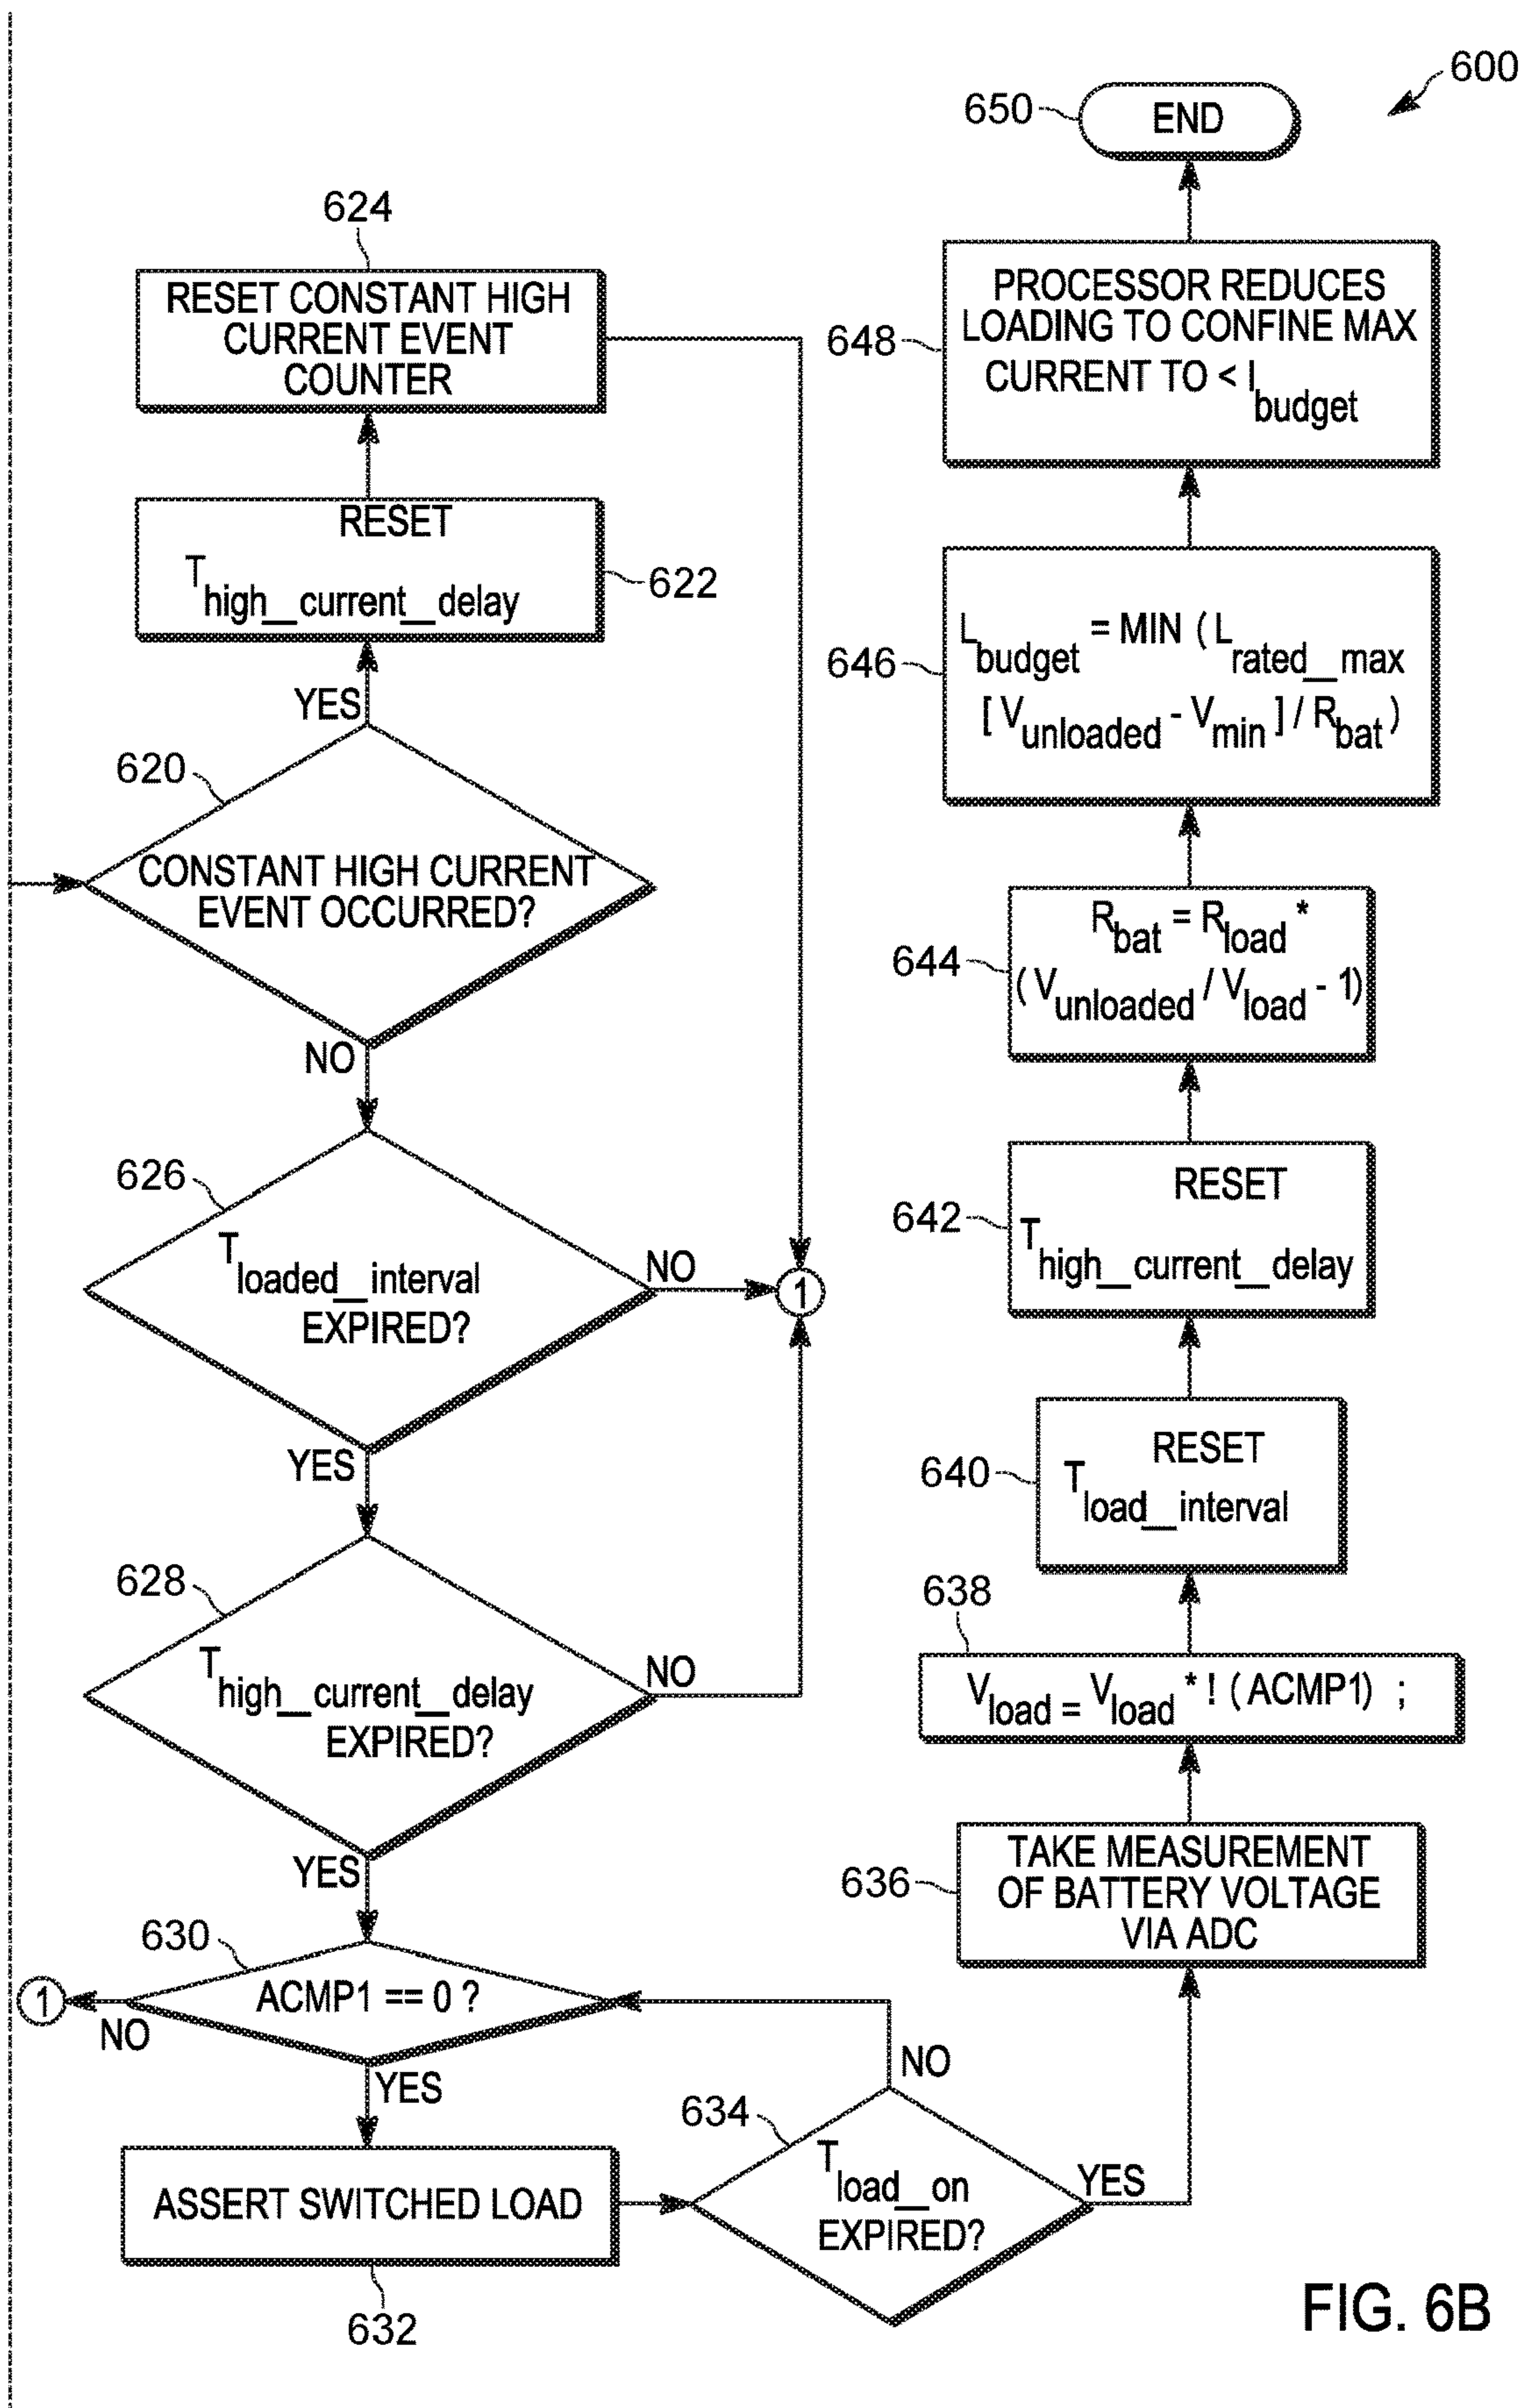 600
650
END
624
RESET CONSTANT HIGH
CURRENT EVENT
COUNTER
648
PROCESSOR REDUCES
LOADING TO CONFINE MAX
CURRENT TO < I budget
RESET
T high_current_delay
622
646
L budget = MIN ( L rated_max
[ V unloaded - V min ] / R bat )
YES
620
CONSTANT HIGH CURRENT
EVENT OCCURRED?
644
R bat = R load *
( V unloaded / V load - 1)
NO
626
T loaded_interval
EXPIRED?
NO
1
642
RESET
T high_current_delay
YES
640
RESET
T load_interval
628
T high_current_delay
EXPIRED?
NO
638
V load = V load * ! ( ACMP1) ;
YES
636
TAKE MEASUREMENT
OF BATTERY VOLTAGE
VIA ADC
630
ACMP1 == 0 ?
1
NO
YES
NO
634
T load_on
EXPIRED?
YES
ASSERT SWITCHED LOAD
632
FIG. 6B